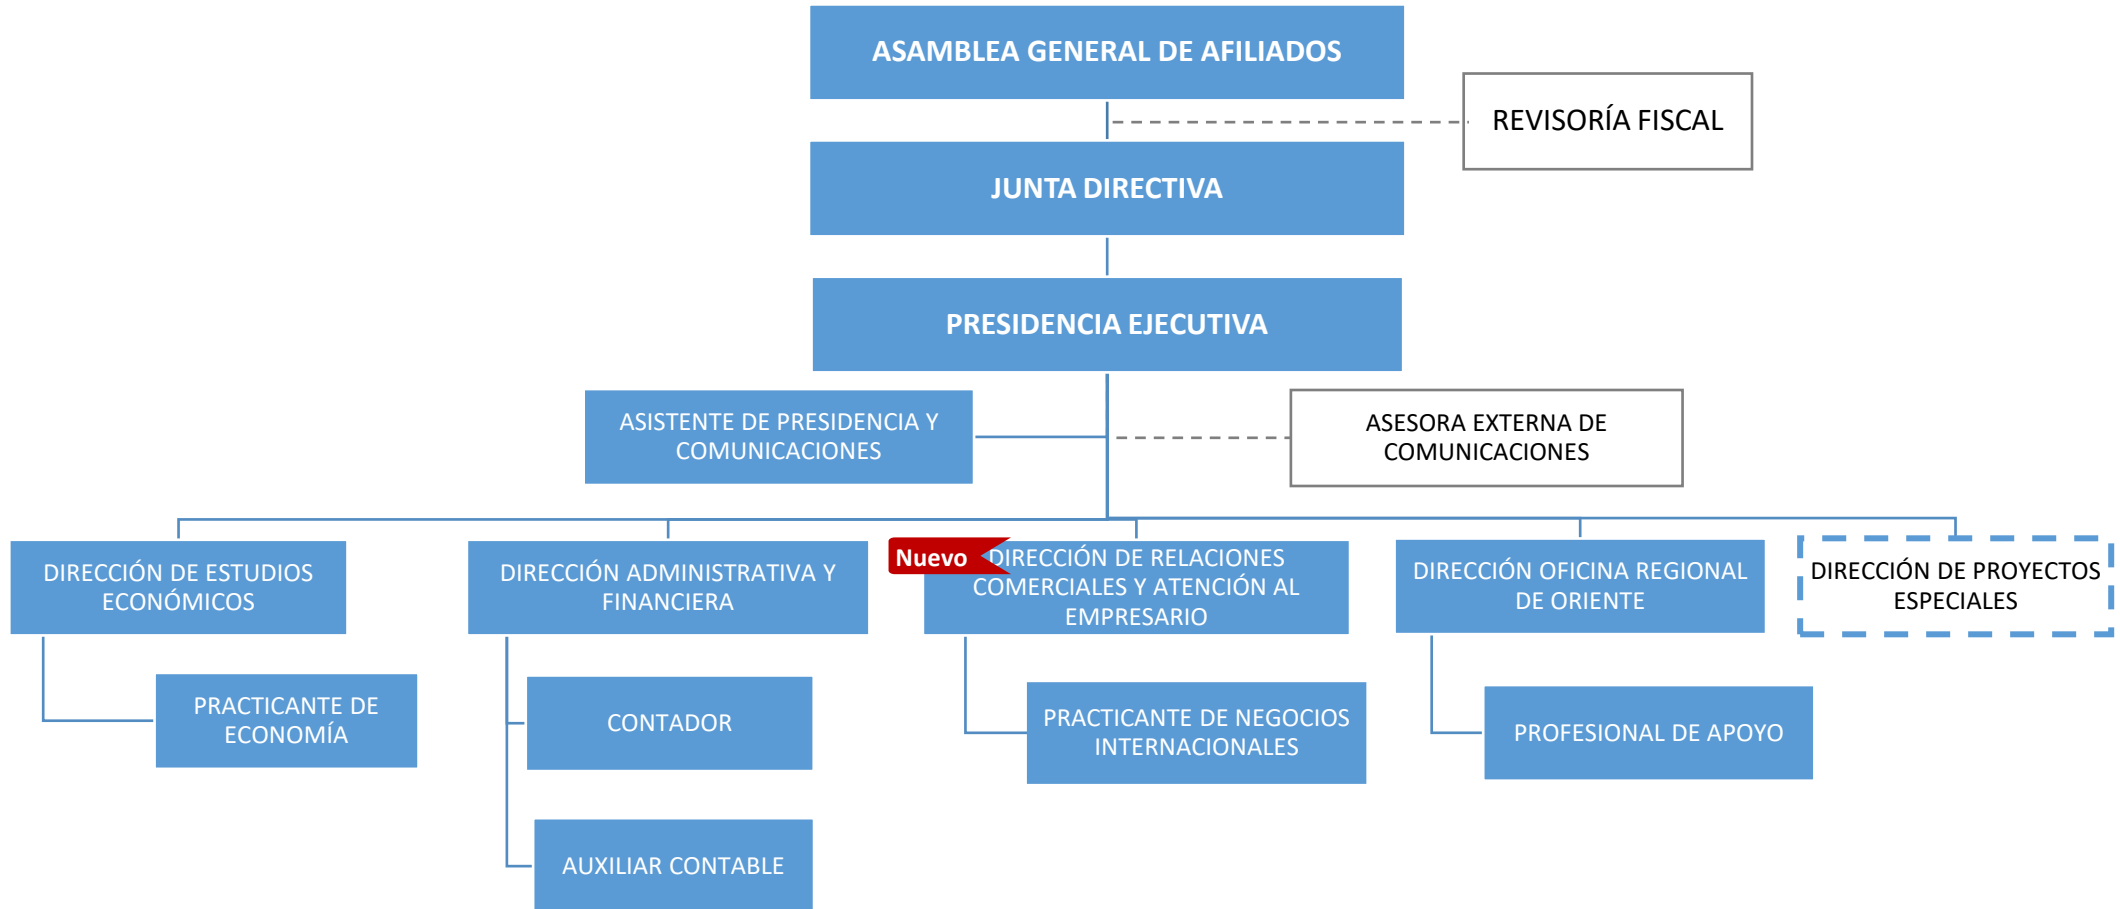 ASAMBLEA GENERAL DE AFILIADOS
REVISORÍA FISCAL
JUNTA DIRECTIVA
PRESIDENCIA EJECUTIVA
ASISTENTE DE PRESIDENCIA Y
COMUNICACIONES
ASESORA EXTERNA DE
COMUNICACIONES
DIRECCIÓN DE ESTUDIOS
ECONÓMICOS
DIRECCIÓN ADMINISTRATIVA Y
FINANCIERA
Nuevo
DIRECCIÓN DE RELACIONES
COMERCIALES Y ATENCIÓN AL
EMPRESARIO
DIRECCIÓN OFICINA REGIONAL
DE ORIENTE
DIRECCIÓN DE PROYECTOS
ESPECIALES
PRACTICANTE DE
ECONOMÍA
CONTADOR
PRACTICANTE DE NEGOCIOS
INTERNACIONALES
PROFESIONAL DE APOYO
AUXILIAR CONTABLE